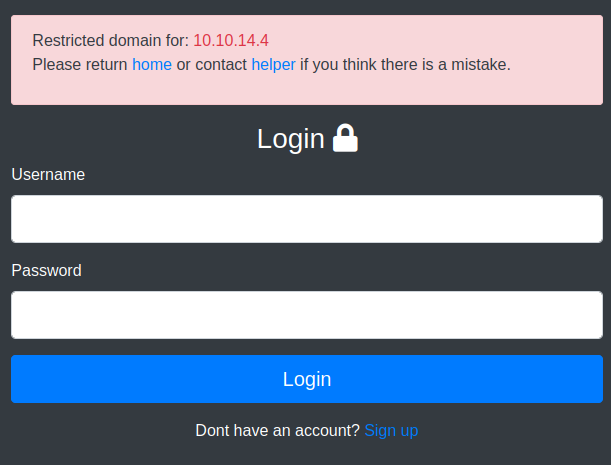 Restricted domain for: 10.10.14.4
Please return home or contact helper if you think there is a mistake.
Login
Username
Password
Login
Dont have an account? Sign up